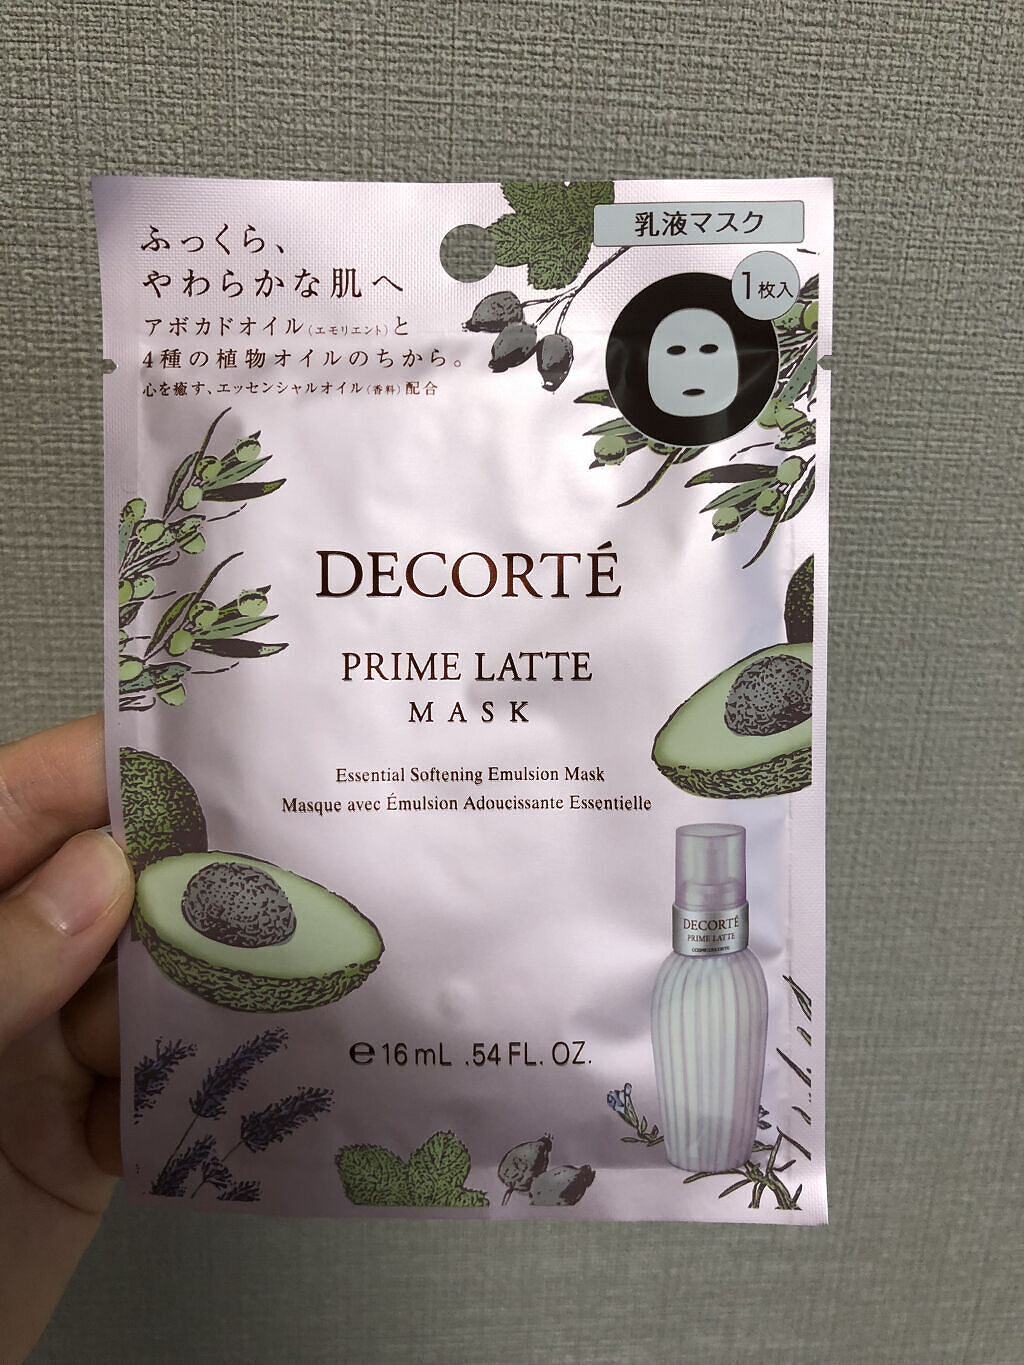 ふっくら、
やわらかな肌へ
アボカドオイル(エモリエント)と
4種の植物オイルのちから。
心を癒す、エッセンシャルオイル(香料)配合
乳液マスク
1枚入
DECORTÉ
PRIME LATTE
MASK
Essential Softening Emulsion Mask
Masque avec Émulsion Adoucissante Essentielle
DECORTÉ
PRIME LATTE
COSME DECORTE
℮16mL .54FL. OZ.